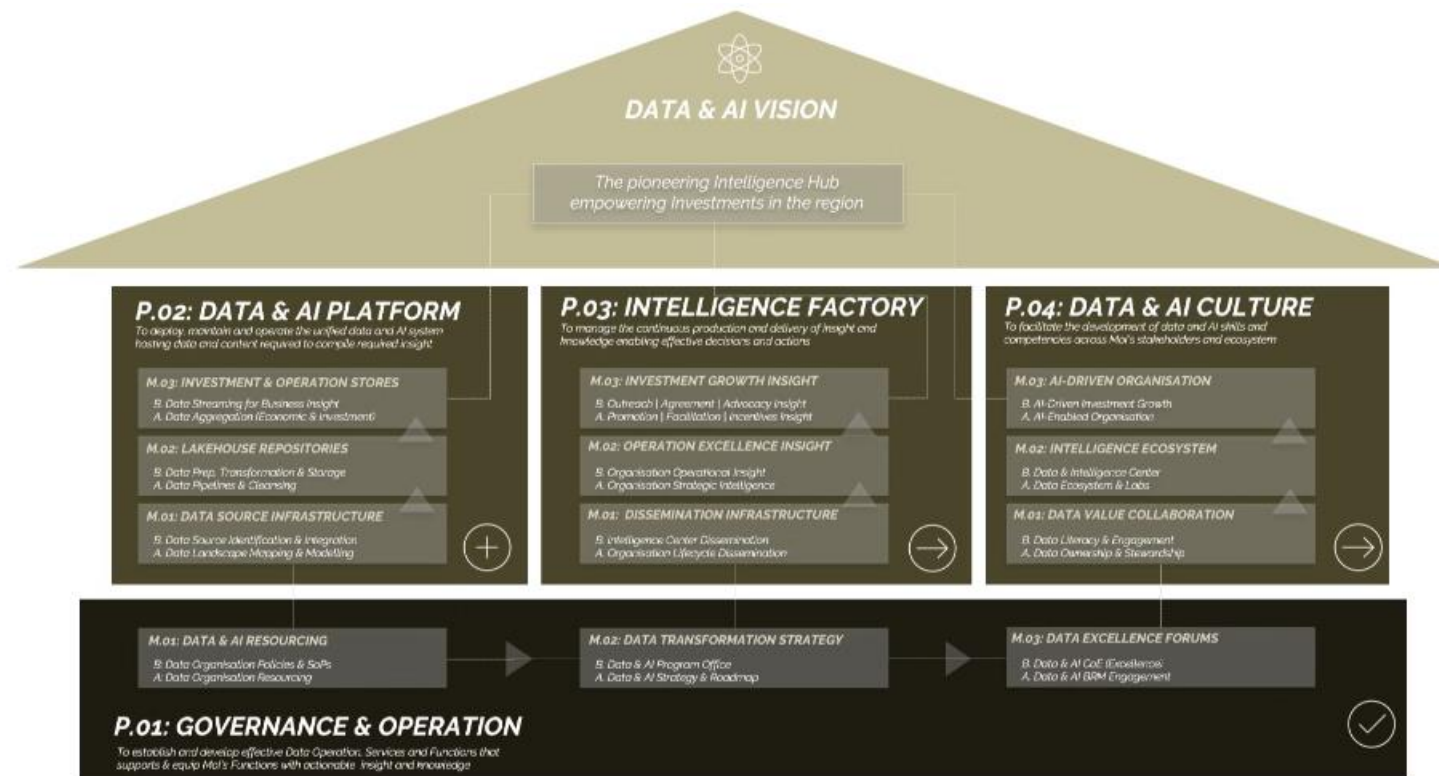 DATA & AI VISION
The pioneering Intelligence Hub
empowering Investments in the region
P.02: DATA & AI PLATFORM
To deploy, maintain and operate the unified data and AI system
hosting data and content required to compile required insight
M.03: INVESTMENT & OPERATION STORES
B. Data Streaming for Business Insight
A. Data Aggregation (Economic & Investment)
M.02: LAKEHOUSE REPOSITORIES
B. Data Prep, Transformation & Storage
A. Data Pipelines & Cleansing
M.01: DATA SOURCE INFRASTRUCTURE
B. Data Source Identification & Integration
A. Data Landscape Mapping & Modelling
P.03: INTELLIGENCE FACTORY
To manage the continuous production and delivery of insight and
knowledge enabling effective decisions and actions
M.03: INVESTMENT GROWTH INSIGHT
B. Outreach | Agreement | Advocacy Insight
A. Promotion | Facilitation | Incentives Insight
M.02: OPERATION EXCELLENCE INSIGHT
B. Organisation Operational Insight
A. Organisation Strategic Intelligence
M.01: DISSEMINATION INFRASTRUCTURE
B. Intelligence Center Dissemination
A. Organisation Lifecycle Dissemination
P.04: DATA & AI CULTURE
To facilitate the development of data and AI skills and
competencies across MoI's stakeholders and ecosystem
M.03: AI-DRIVEN ORGANISATION
B. AI-Driven Investment Growth
A. AI-Enabled Organisation
M.02: INTELLIGENCE ECOSYSTEM
B. Data & Intelligence Center
A. Data Ecosystem & Labs
M.01: DATA VALUE COLLABORATION
B. Data Literacy & Engagement
A. Data Ownership & Stewardship
M.01: DATA & AI RESOURCING
B: Data Organisation Policies & SoPs
A: Data Organisation Resourcing
M.02: DATA TRANSFORMATION STRATEGY
B. Data & AI Program Office
A. Data & AI Strategy & Roadmap
M.03: DATA EXCELLENCE FORUMS
B. Data & AI CoE (Excellence)
A. Data & AI BRM Engagement
P.01: GOVERNANCE & OPERATION
To establish and develop effective Data Operation, Services and Functions that
supports & equip MoI's Functions with actionable insight and knowledge